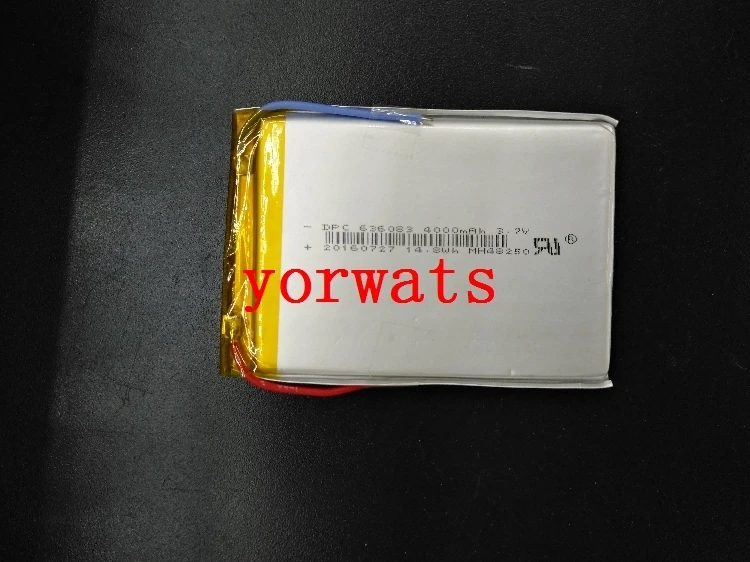 - DPC 636083 4000mAh 3.7V
+ 20160727 14.8Wh MH48250
®
yorwats